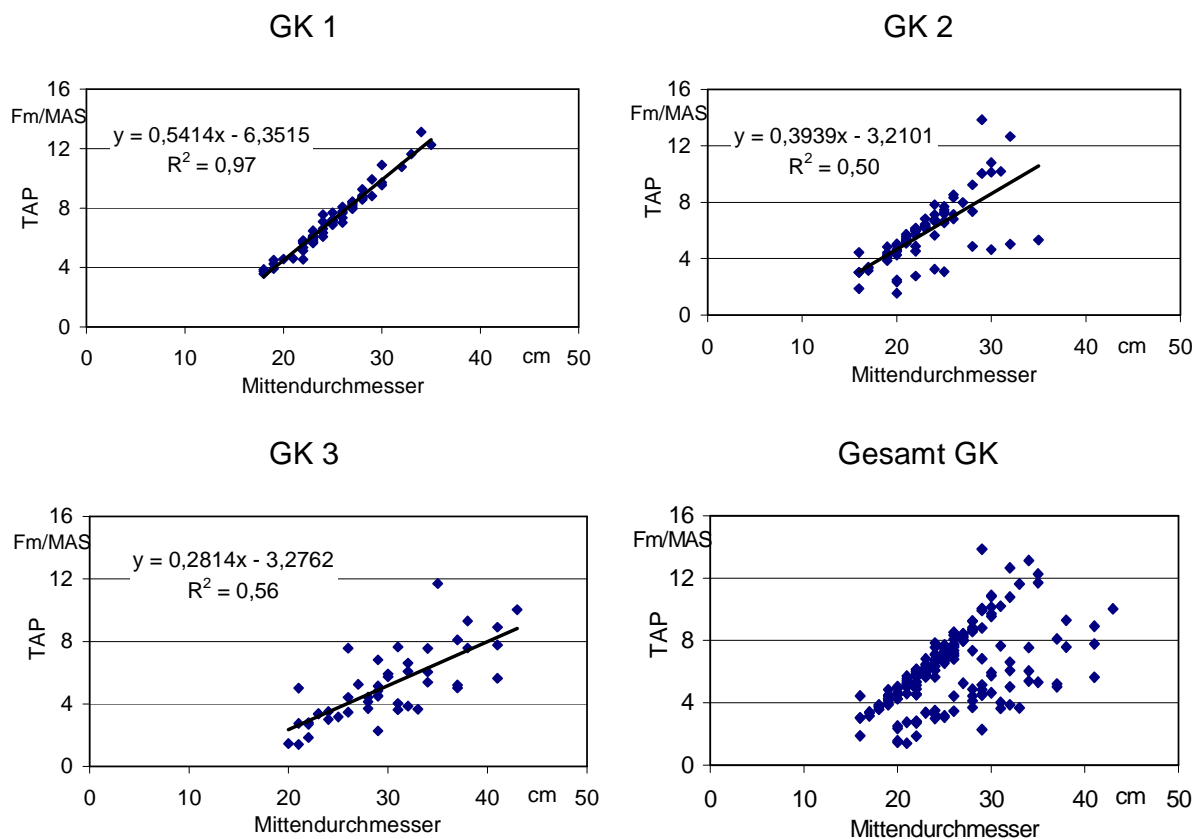 GK 1
16
Fm/MAS
y = 0,5414x - 6,3515
R² = 0,97
12
TAP
8
4
0
0 10 20 30 40 cm 50
Mittendurchmesser
GK 2
16
Fm/MAS
y = 0,3939x - 3,2101
R² = 0,50
12
TAP
8
4
0
0 10 20 30 40 cm 50
Mittendurchmesser
GK 3
16
Fm/MAS
y = 0,2814x - 3,2762
R² = 0,56
12
TAP
8
4
0
0 10 20 30 40 cm 50
Mittendurchmesser
Gesamt GK
16
Fm/MAS
12
TAP
8
4
0
0 10 20 30 40 cm 50
Mittendurchmesser